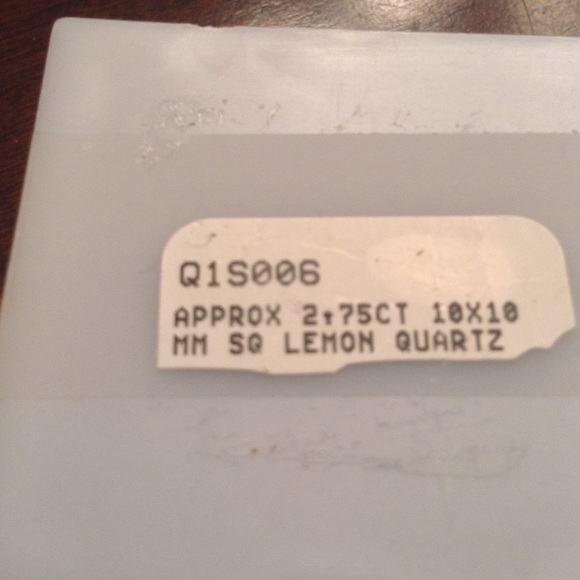 Q1S006
APPROX 2.75CT 10X10
MM SQ LEMON QUARTZ